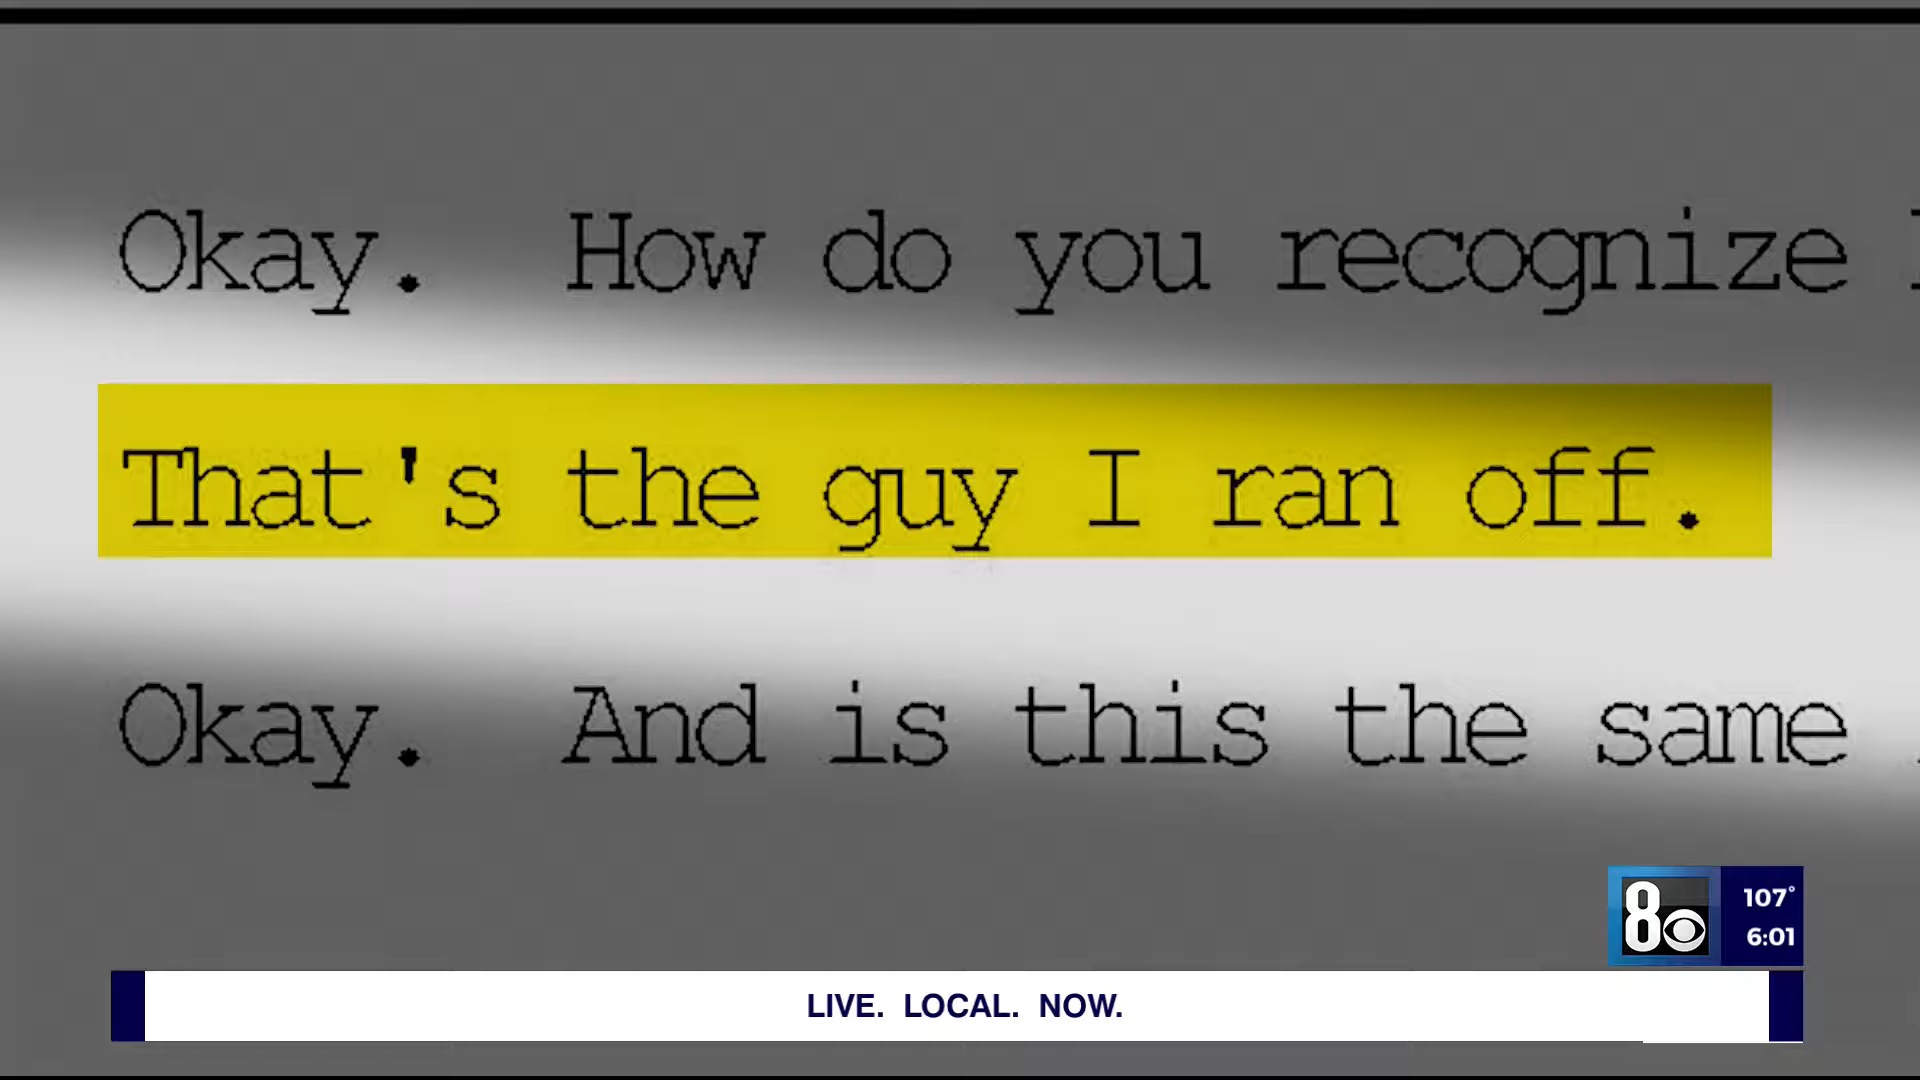 Okay.  How do you recognize
That's the guy I ran off.
Okay.  And is this the same
8
107°
6:01
LIVE.  LOCAL.  NOW.